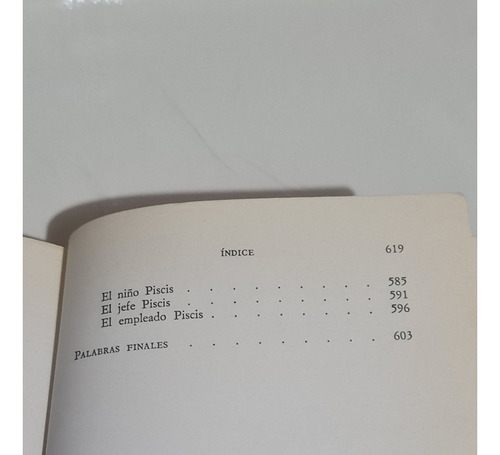 ÍNDICE 619
El niño Piscis . . . . . . . . . 585
El jefe Piscis . . . . . . . . . 591
El empleado Piscis . . . . . . . . 596
PALABRAS FINALES . . . . . . . . . 603